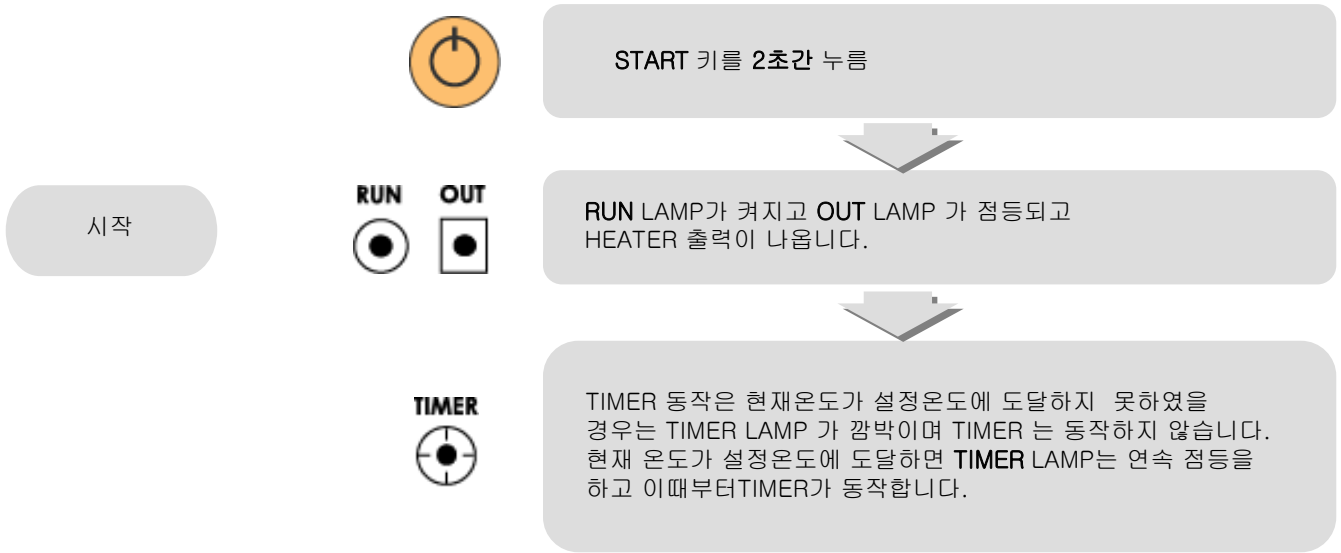 START 키를 2초간 누름
시작
RUN OUT
RUN LAMP가 켜지고 OUT LAMP 가 점등되고
HEATER 출력이 나옵니다.
TIMER
TIMER 동작은 현재온도가 설정온도에 도달하지 못하였을
경우는 TIMER LAMP 가 깜박이며 TIMER 는 동작하지 않습니다.
현재 온도가 설정온도에 도달하면 TIMER LAMP는 연속 점등을
하고 이때부터TIMER가 동작합니다.